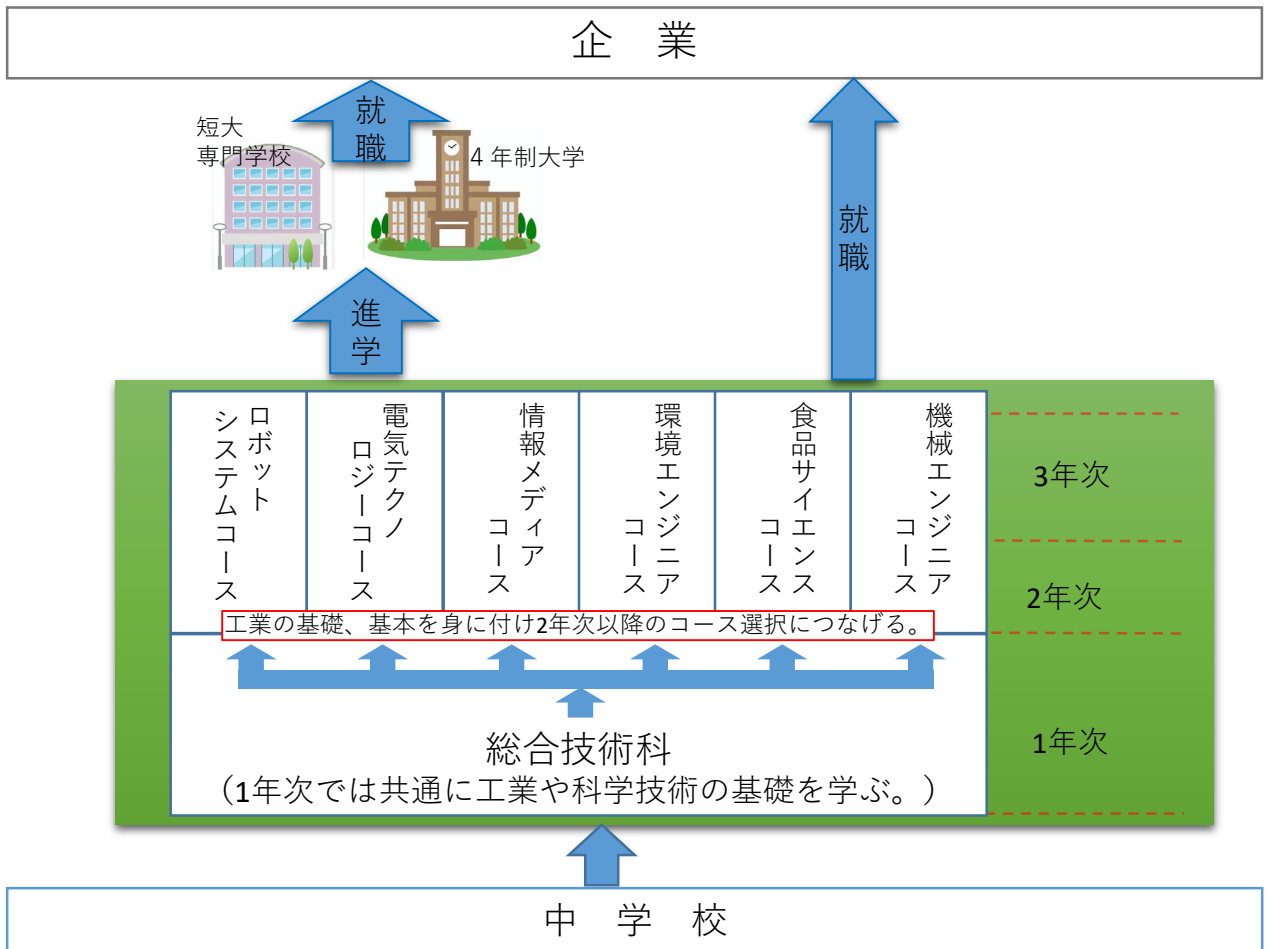 企　業
就職
短大
専門学校
４年制大学
就職
進学
ロボット
システムコース
電気テクノ
ロジーコース
情報メディア
コース
環境エンジニア
コース
食品サイエンス
コース
機械エンジニア
コース
3年次
2年次
工業の基礎、基本を身に付け2年次以降のコース選択につなげる。
総合技術科
（1年次では共通に工業や科学技術の基礎を学ぶ。）
1年次
中　学　校